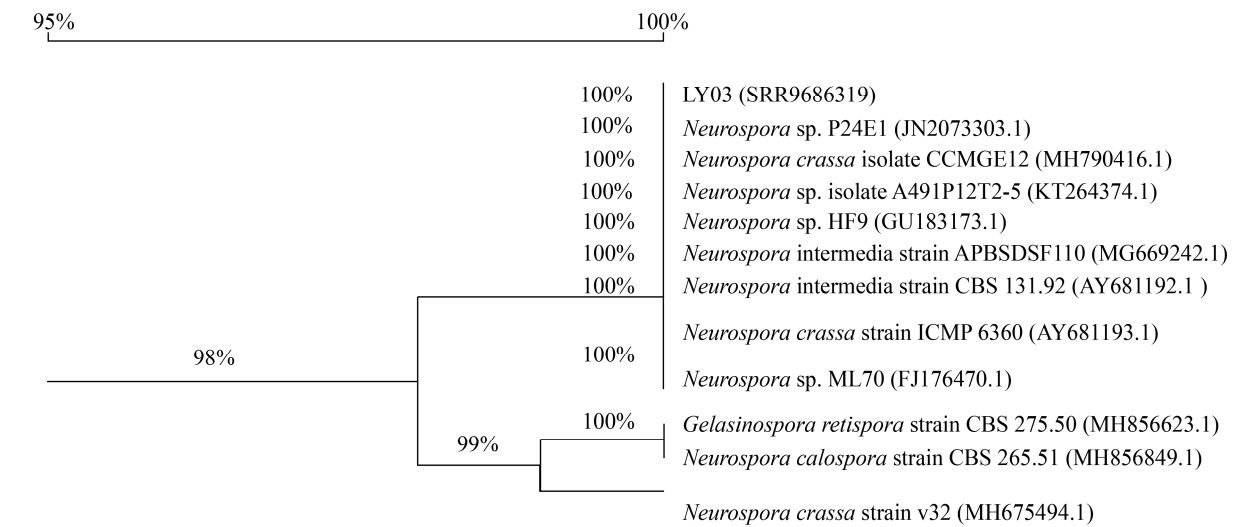 95% 100%
100% LY03 (SRR9686319)
100% Neurospora sp. P24E1 (JN2073303.1)
100% Neurospora crassa isolate CCMGE12 (MH790416.1)
100% Neurospora sp. isolate A491P12T2-5 (KT264374.1)
100% Neurospora sp. HF9 (GU183173.1)
100% Neurospora intermedia strain APBSDSF110 (MG669242.1)
100% Neurospora intermedia strain CBS 131.92 (AY681192.1 )
Neurospora crassa strain ICMP 6360 (AY681193.1)
98% 100%
Neurospora sp. ML70 (FJ176470.1)
100% Gelasinospora retispora strain CBS 275.50 (MH856623.1)
99%
Neurospora calospora strain CBS 265.51 (MH856849.1)
Neurospora crassa strain v32 (MH675494.1)